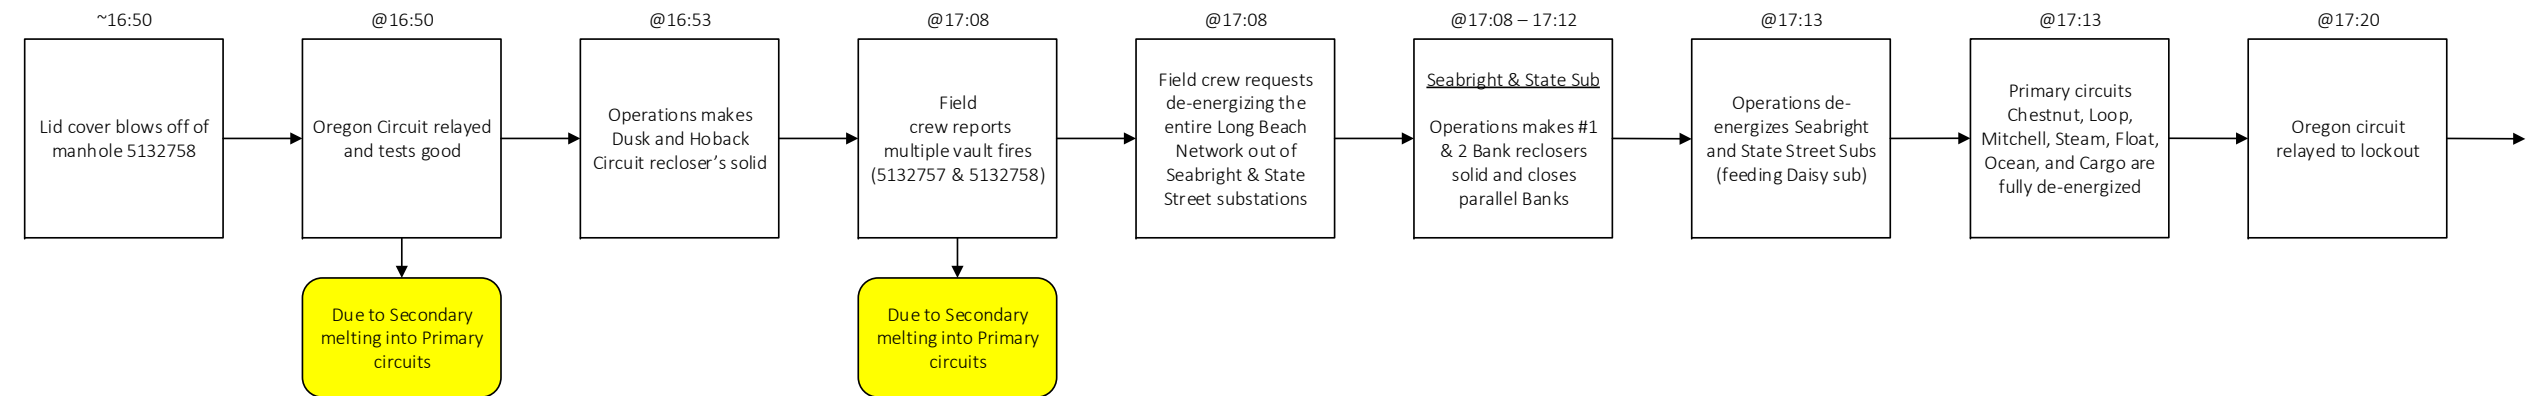 ~16:50
Lid cover blows off of
manhole 5132758
@16:50
Oregon Circuit relayed
and tests good
Due to Secondary
melting into Primary
circuits
@16:53
Operations makes
Dusk and Hoback
Circuit recloser’s solid
@17:08
Field
crew reports
multiple vault fires
(5132757 & 5132758)
Due to Secondary
melting into Primary
circuits
@17:08
Field crew requests
de-energizing the
entire Long Beach
Network out of
Seabright & State
Street substations
@17:08 – 17:12
Seabright & State Sub
Operations makes #1
& 2 Bank reclosers
solid and closes
parallel Banks
@17:13
Operations de-
energizes Seabright
and State Street Subs
(feeding Daisy sub)
@17:13
Primary circuits
Chestnut, Loop,
Mitchell, Steam, Float,
Ocean, and Cargo are
fully de-energized
@17:20
Oregon circuit
relayed to lockout